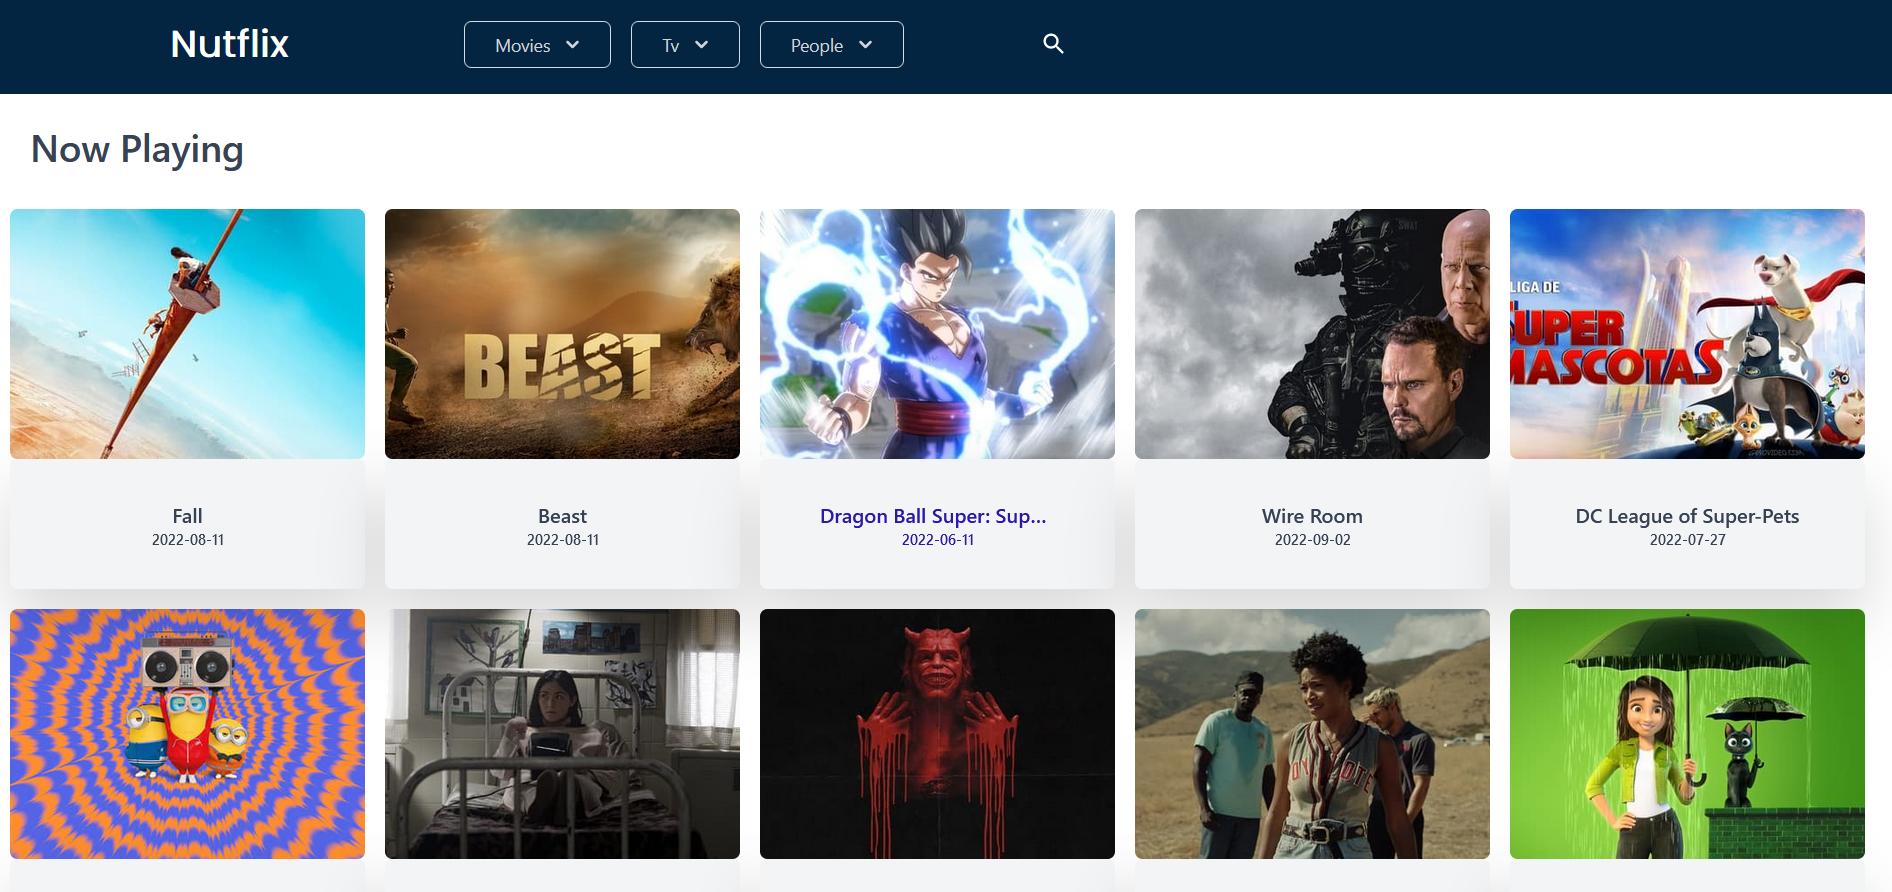 Nutflix
Movies
Tv
People
Now Playing
SWAT
LIGA DE
SUPER
MASCOTAS
BEAST
Fall
2022-08-11
Beast
2022-08-11
Dragon Ball Super: Sup...
2022-06-11
Wire Room
2022-09-02
DC League of Super-Pets
2022-07-27